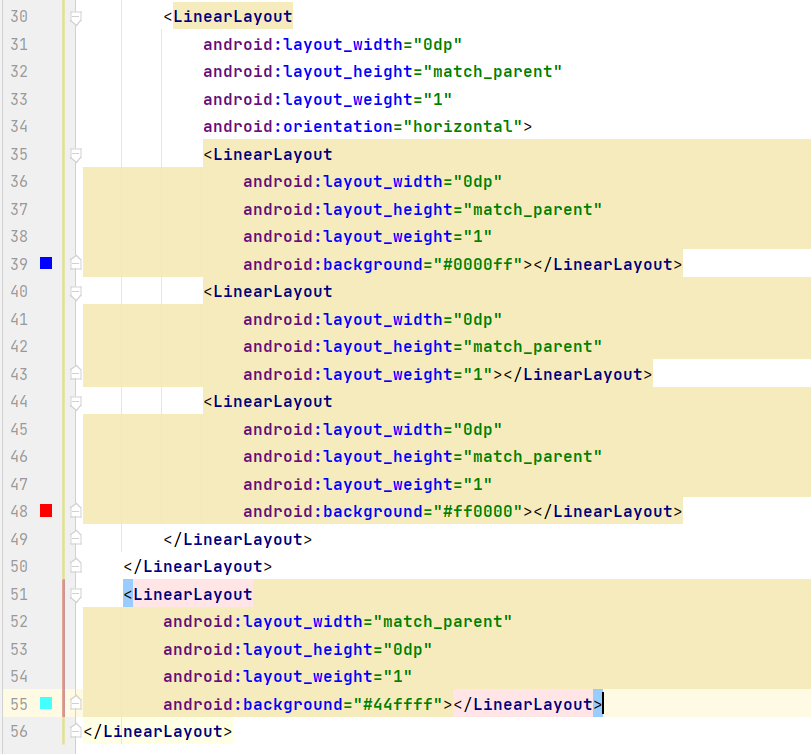 30 <LinearLayout
31 android:layout_width="0dp"
32 android:layout_height="match_parent"
33 android:layout_weight="1"
34 android:orientation="horizontal">
35 <LinearLayout
36 android:layout_width="0dp"
37 android:layout_height="match_parent"
38 android:layout_weight="1"
39 android:background="#0000ff"></LinearLayout>
40 <LinearLayout
41 android:layout_width="0dp"
42 android:layout_height="match_parent"
43 android:layout_weight="1"></LinearLayout>
44 <LinearLayout
45 android:layout_width="0dp"
46 android:layout_height="match_parent"
47 android:layout_weight="1"
48 android:background="#ff0000"></LinearLayout>
49 </LinearLayout>
50 </LinearLayout>
51 <LinearLayout
52 android:layout_width="match_parent"
53 android:layout_height="0dp"
54 android:layout_weight="1"
55 android:background="#44ffff"></LinearLayout>
56 </LinearLayout>